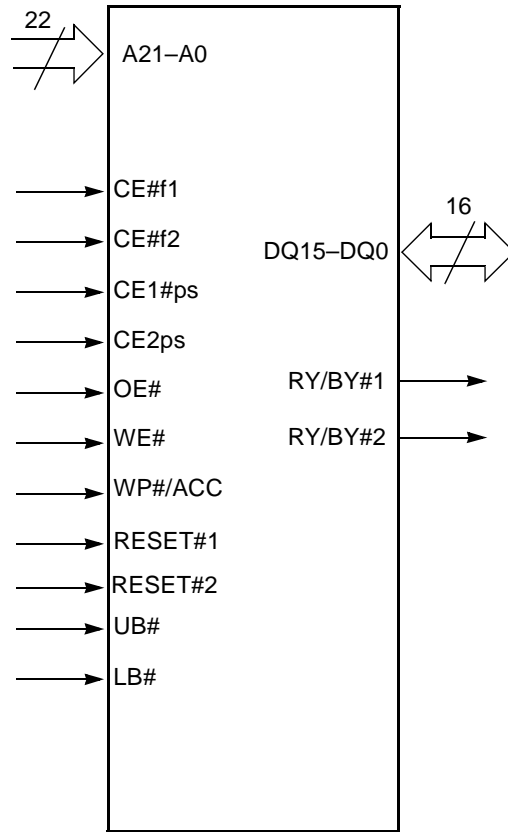 22
A21–A0
CE#f1
CE#f2
CE1#ps
CE2ps
OE#
WE#
WP#/ACC
RESET#1
RESET#2
UB#
LB#
16
DQ15–DQ0
RY/BY#1
RY/BY#2